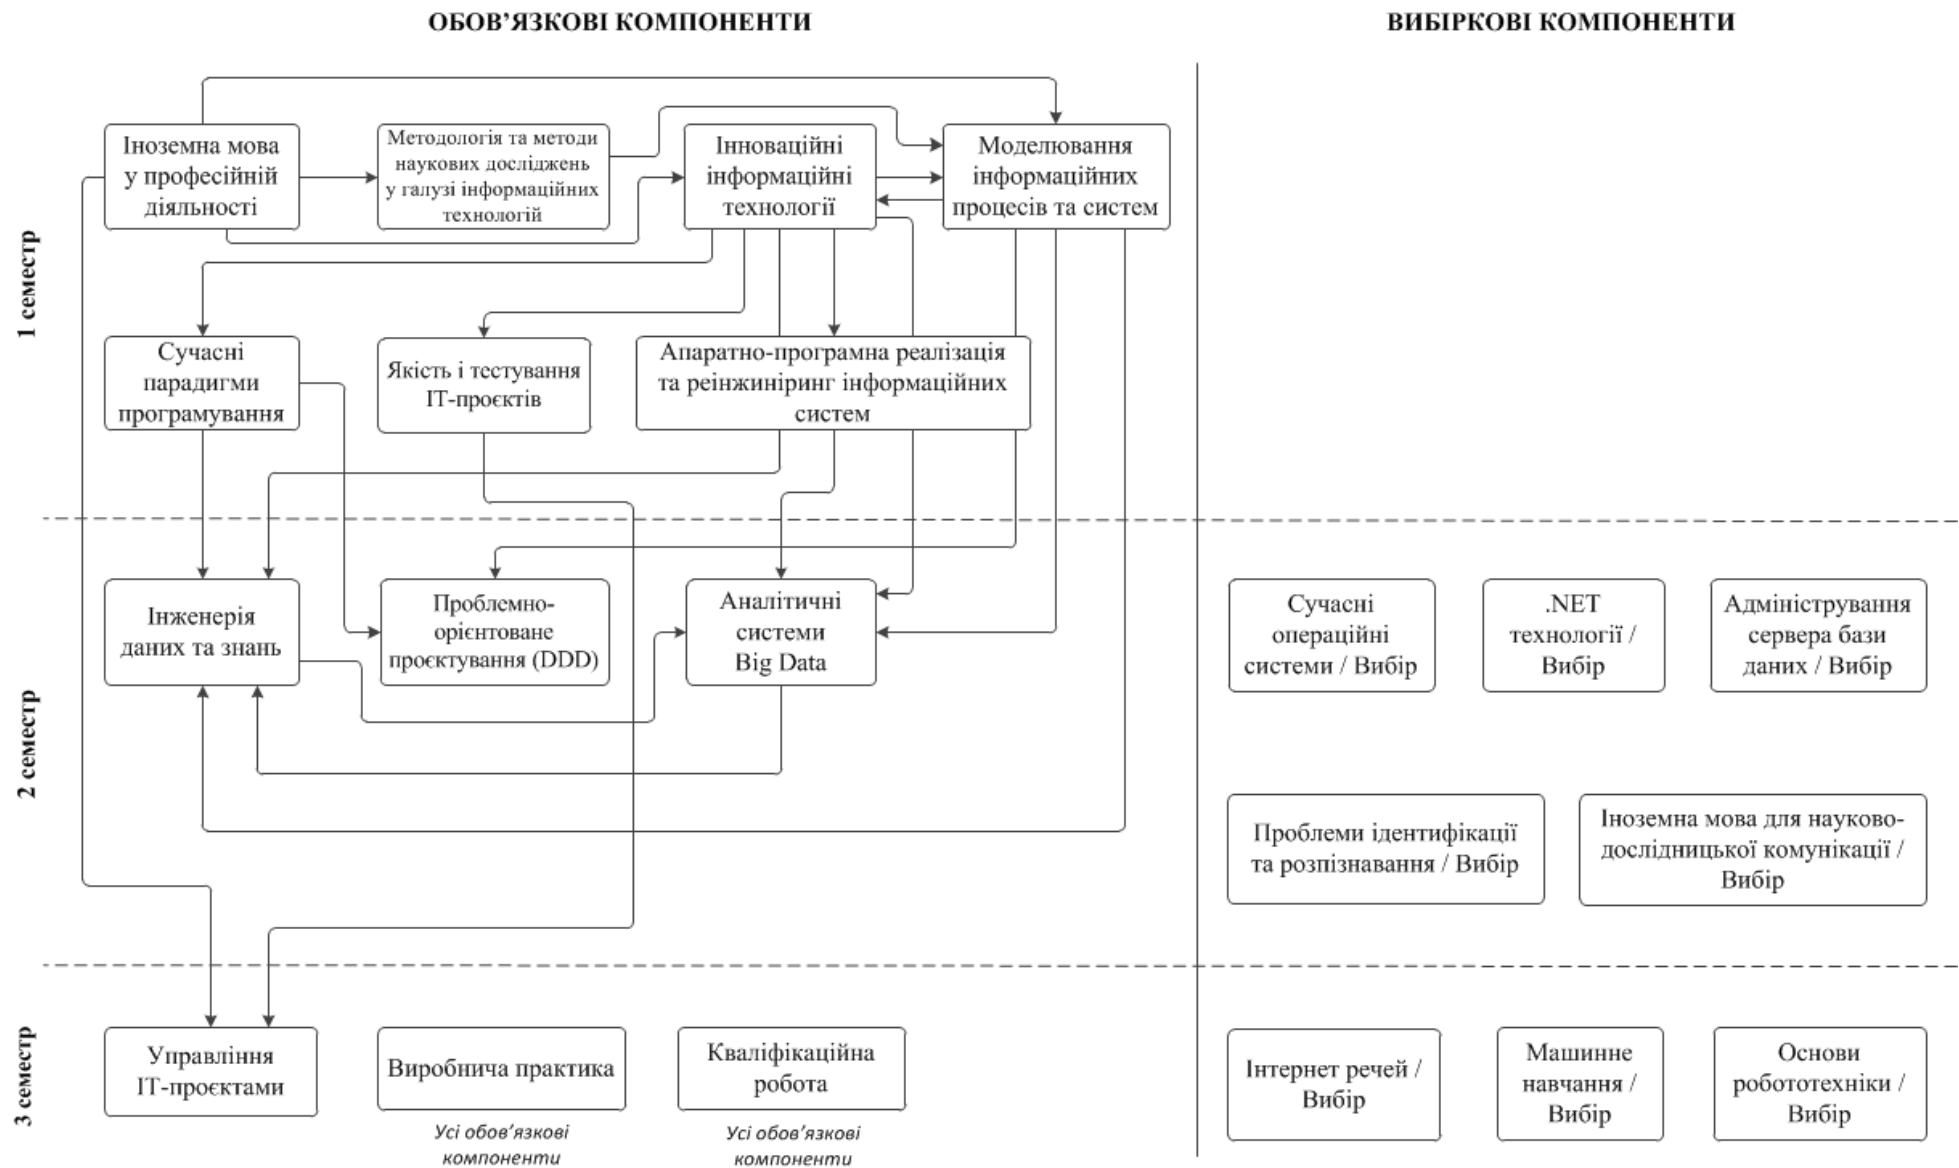 ОБОВ’ЯЗКОВІ КОМПОНЕНТИ
ВИБІРКОВІ КОМПОНЕНТИ
1 семестр
Іноземна мова
у професійній
діяльності
Методологія та методи
наукових досліджень
у галузі інформаційних
технологій
Інноваційні
інформаційні
технології
Моделювання
інформаційних
процесів та систем
Сучасні
парадигми
програмування
Якість і тестування
ІТ-проєктів
Апаратно-програмна реалізація
та реінжиніринг інформаційних
систем
2 семестр
Інженерія
даних та знань
Проблемно-
орієнтоване
проєктування (DDD)
Аналітичні
системи
Big Data
Сучасні
операційні
системи / Вибір
.NET
технології /
Вибір
Адміністрування
сервера бази
даних / Вибір
Проблеми ідентифікації
та розпізнавання / Вибір
Іноземна мова для науково-
дослідницької комунікації /
Вибір
3 семестр
Управління
ІТ-проєктами
Виробнича практика
Усі обов’язкові
компоненти
Кваліфікаційна
робота
Усі обов’язкові
компоненти
Інтернет речей /
Вибір
Машинне
навчання /
Вибір
Основи
робототехніки /
Вибір